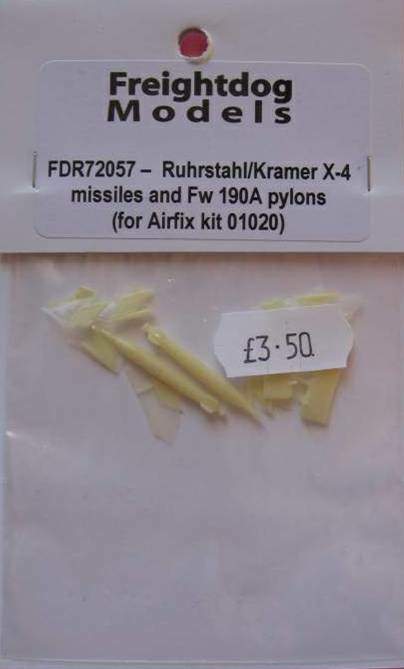 Freightdog
Models
FDR72057 – Ruhrstahl/Kramer X-4
missiles and Fw 190A pylons
(for Airfix kit 01020)
£3·50.